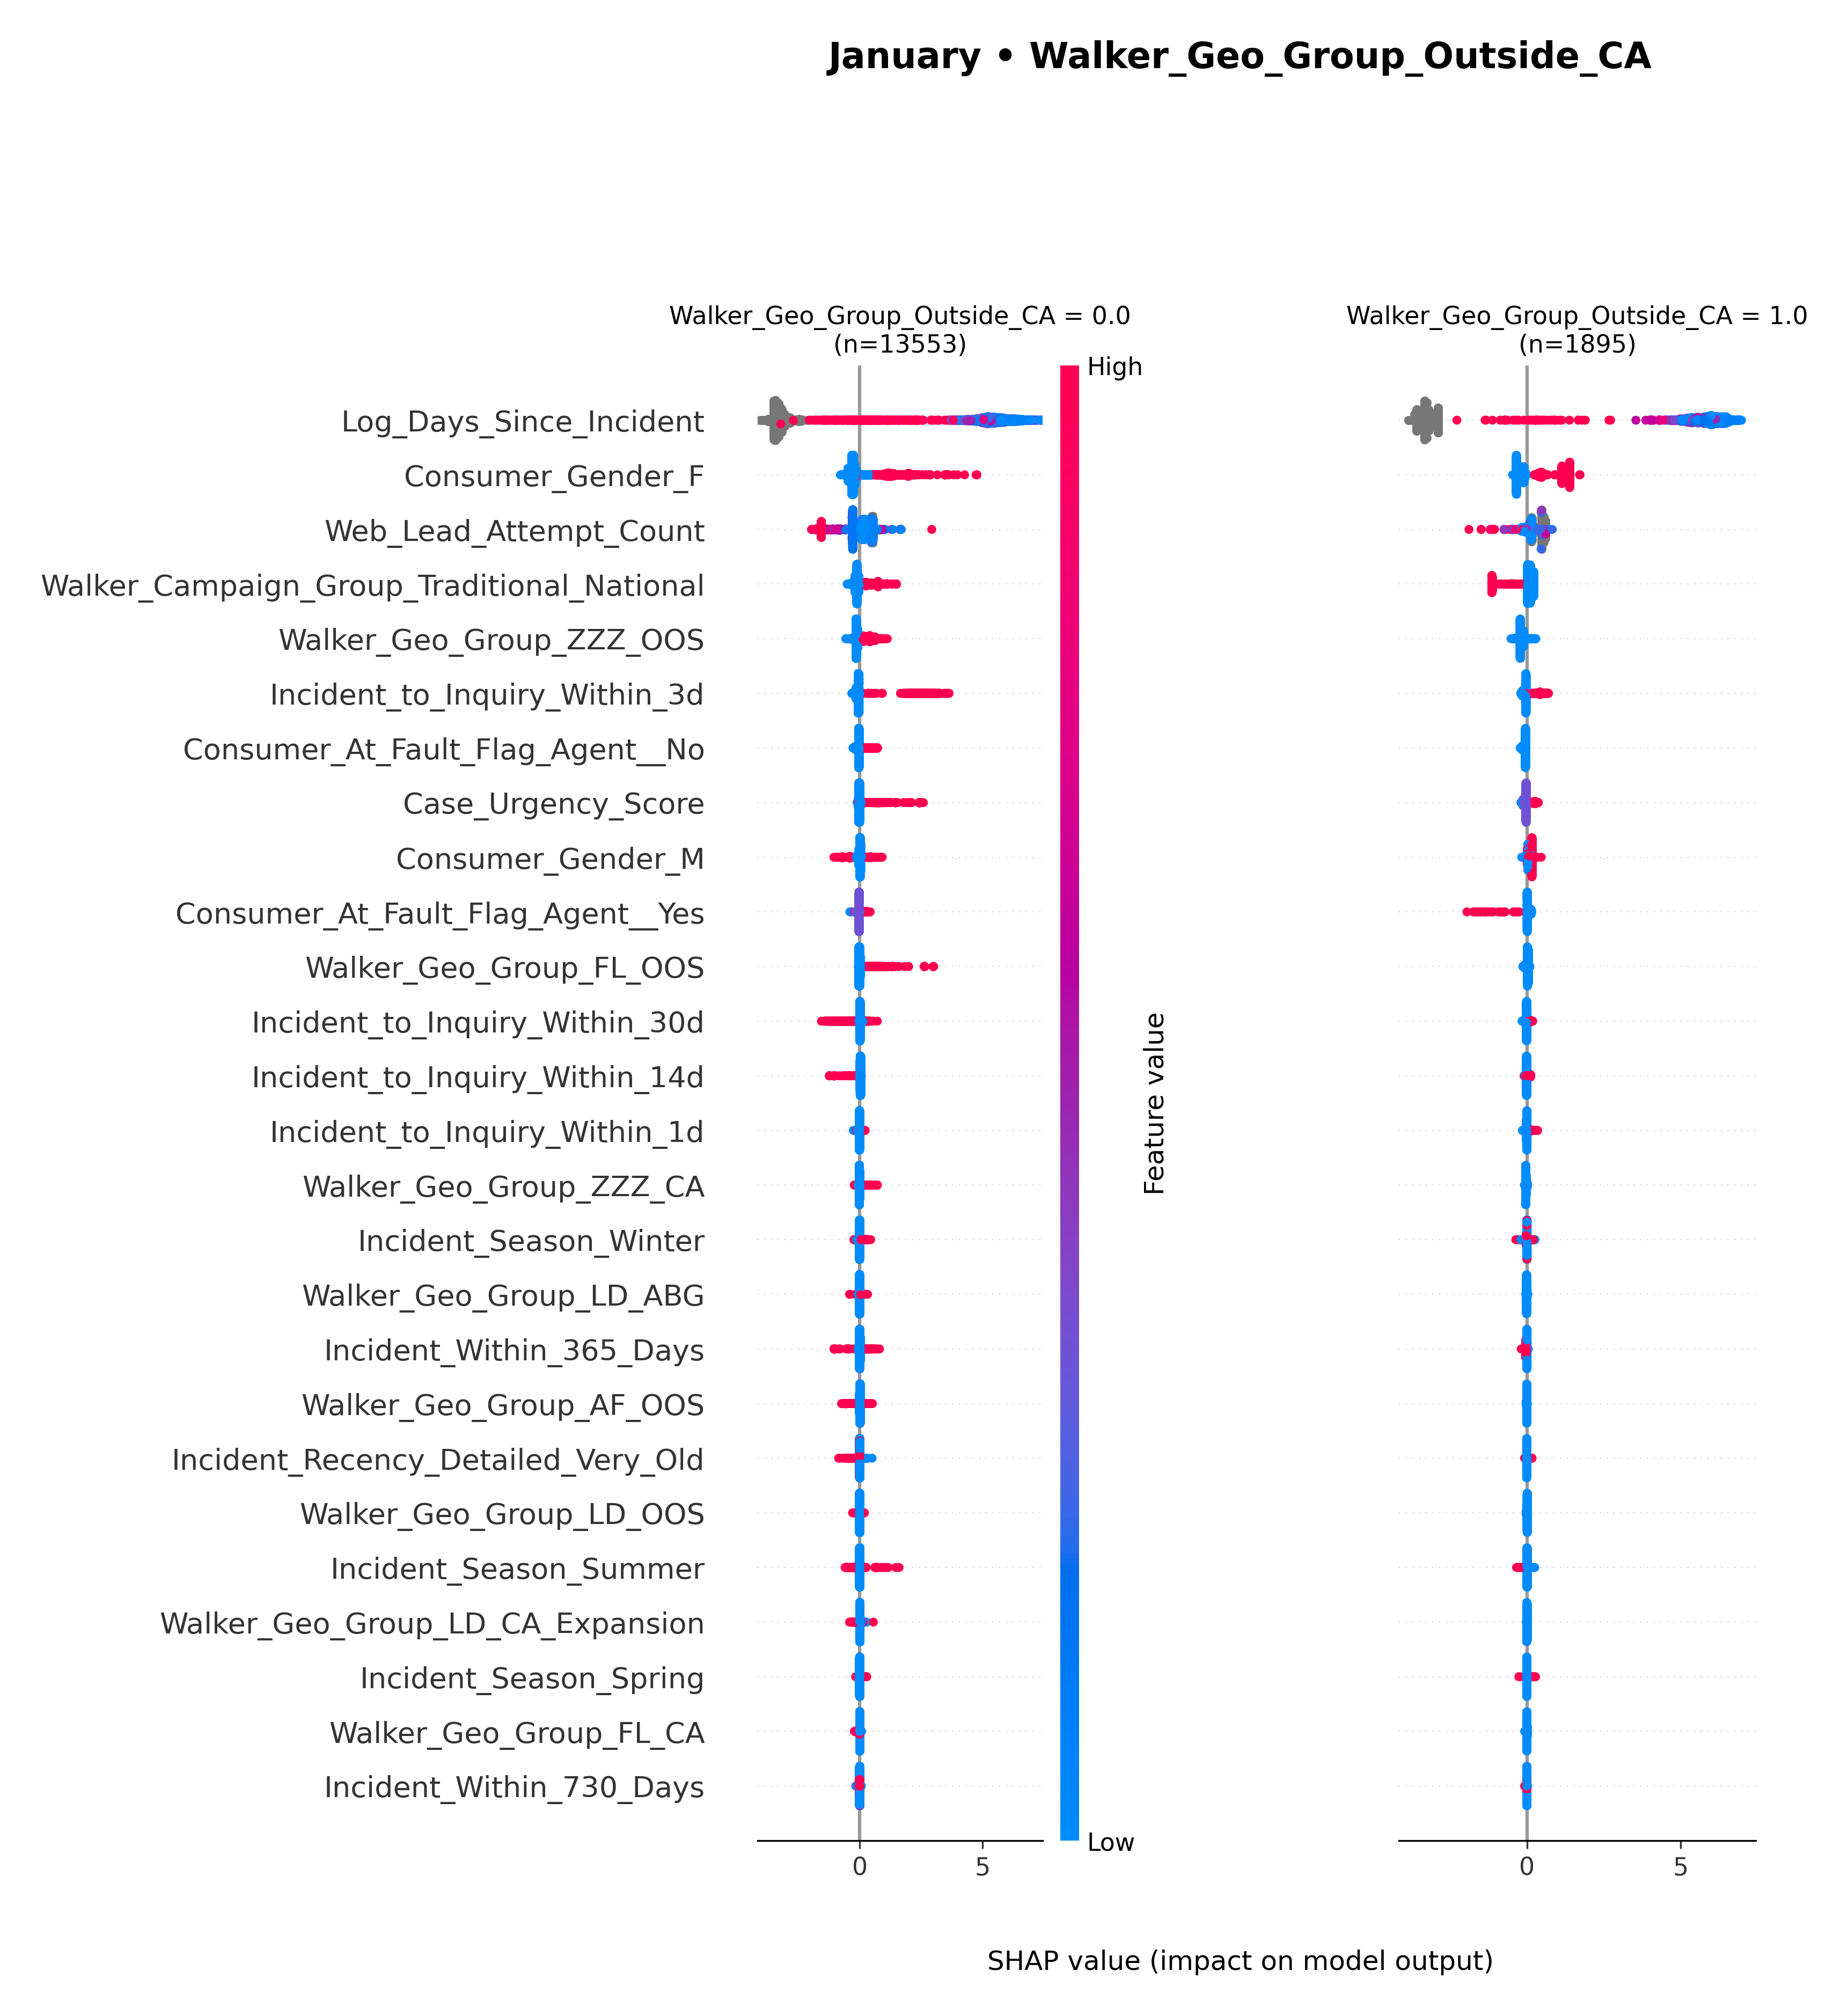 January • Walker_Geo_Group_Outside_CA
Walker_Geo_Group_Outside_CA = 0.0
(n=13553)
Walker_Geo_Group_Outside_CA = 1.0
(n=1895)
High
Log_Days_Since_Incident
Consumer_Gender_F
Web_Lead_Attempt_Count
Walker_Campaign_Group_Traditional_National
Walker_Geo_Group_ZZZ_OOS
Incident_to_Inquiry_Within_3d
Consumer_At_Fault_Flag_Agent__No
Case_Urgency_Score
Consumer_Gender_M
Consumer_At_Fault_Flag_Agent__Yes
Walker_Geo_Group_FL_OOS
Incident_to_Inquiry_Within_30d
Incident_to_Inquiry_Within_14d
Incident_to_Inquiry_Within_1d
Walker_Geo_Group_ZZZ_CA
Incident_Season_Winter
Walker_Geo_Group_LD_ABG
Incident_Within_365_Days
Walker_Geo_Group_AF_OOS
Incident_Recency_Detailed_Very_Old
Walker_Geo_Group_LD_OOS
Incident_Season_Summer
Walker_Geo_Group_LD_CA_Expansion
Incident_Season_Spring
Walker_Geo_Group_FL_CA
Incident_Within_730_Days
Feature value
Low
0 5
0 5
SHAP value (impact on model output)